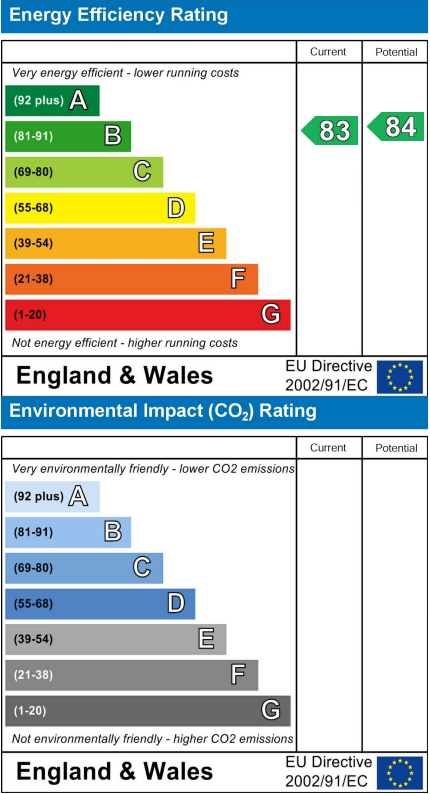 Energy Efficiency Rating
Current Potential
Very energy efficient - lower running costs
(92 plus) A
(81-91) B
83 84
(69-80) C
(55-68) D
(39-54) E
(21-38) F
(1-20) G
Not energy efficient - higher running costs
England & Wales
EU Directive
2002/91/EC
Environmental Impact (CO₂) Rating
Current Potential
Very environmentally friendly - lower CO2 emissions
(92 plus) A
(81-91) B
(69-80) C
(55-68) D
(39-54) E
(21-38) F
(1-20) G
Not environmentally friendly - higher CO2 emissions
England & Wales
EU Directive
2002/91/EC